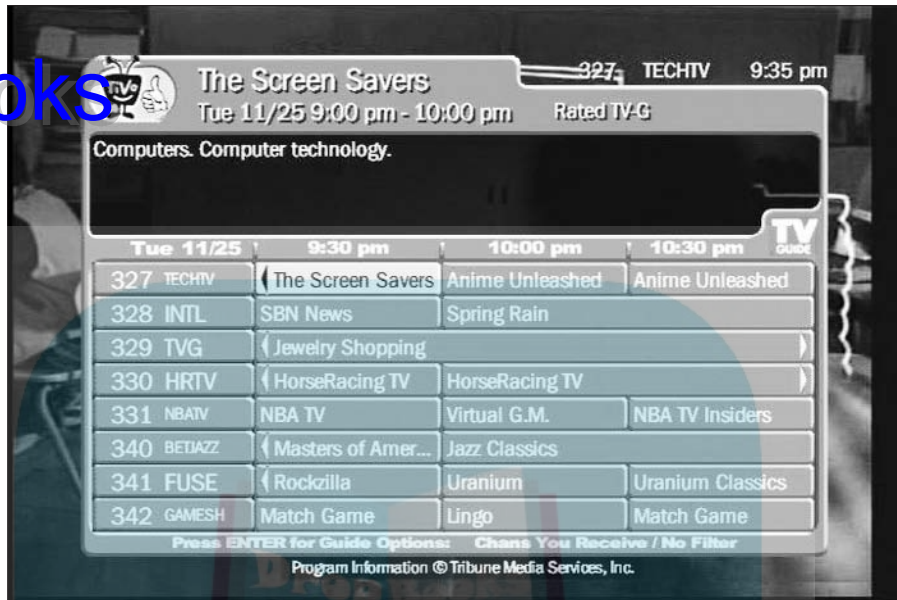 oks
TiVo
The Screen Savers
327 TECHTV 9:35 pm
Tue 11/25 9:00 pm - 10:00 pm Rated TV-G
Computers. Computer technology.
TV
GUIDE
Tue 11/25 9:30 pm 10:00 pm 10:30 pm
327 TECHTV The Screen Savers Anime Unleashed Anime Unleashed
328 INTL SBN News Spring Rain
329 TVG Jewelry Shopping
330 HRTV HorseRacing TV HorseRacing TV
331 NBATV NBA TV Virtual G.M. NBA TV Insiders
340 BETJAZZ Masters of Amer... Jazz Classics
341 FUSE Rockzilla Uranium Uranium Classics
342 GAMESH Match Game Lingo Match Game
Press ENTER for Guide Options: Chans You Receive / No Filter
Program Information © Tribune Media Services, Inc.